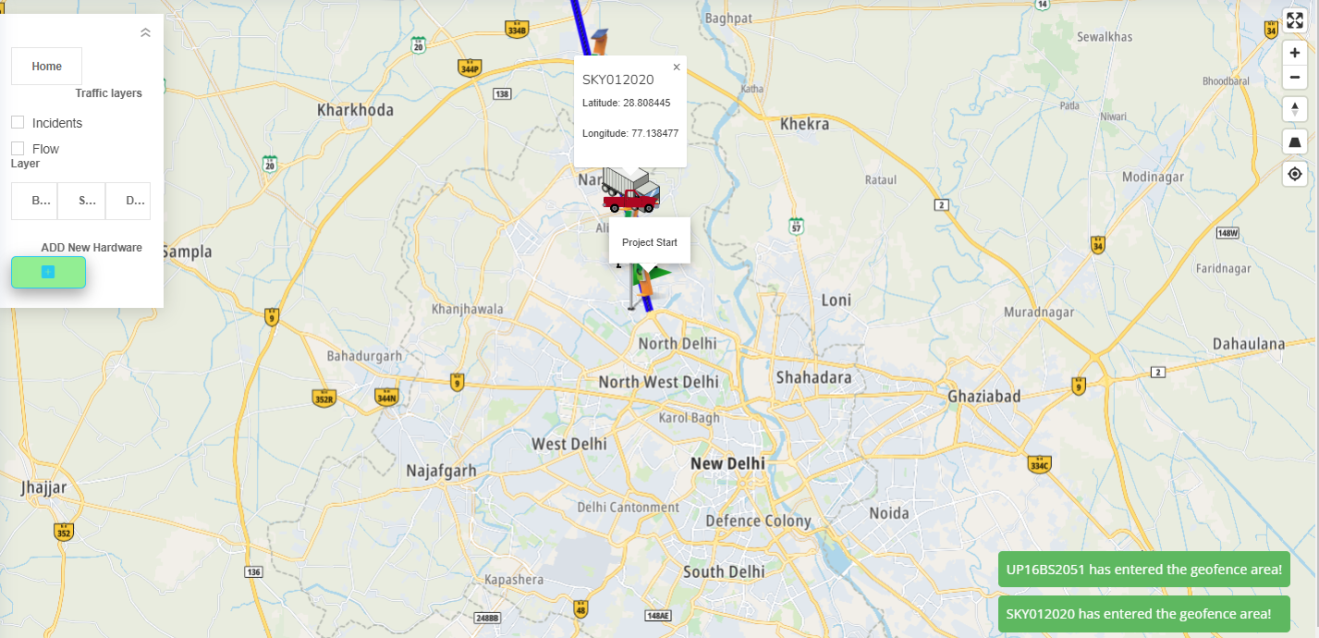 Home
Traffic layers
Incidents
Flow
Layer
B...
S...
D...
ADD New Hardware
SKY012020
×
Latitude: 28.808445
Longitude: 77.138477
Project Start
Baghpat
14
Sewalkhas
34
334B
20
344P
138
Katha
Bhoodbaral
Kharkhoda
Khekra
Patla
Niwari
20
Nar
Rataul
Modinagar
2
57
148W
34
Ali
Sampla
Faridnagar
Khanjhawala
Loni
Muradnagar
9
North Delhi
Dahaulana
Bahadurgarh
9
North West Delhi
Shahadara
2
9
352R
344N
Ghaziabad
Karol Bagh
West Delhi
New Delhi
334C
Najafgarh
Jhajjar
Delhi Cantonment
Defence Colony
Noida
352
136
Kapashera
South Delhi
48
248BB
148AE
UP16BS2051 has entered the geofence area!
SKY012020 has entered the geofence area!